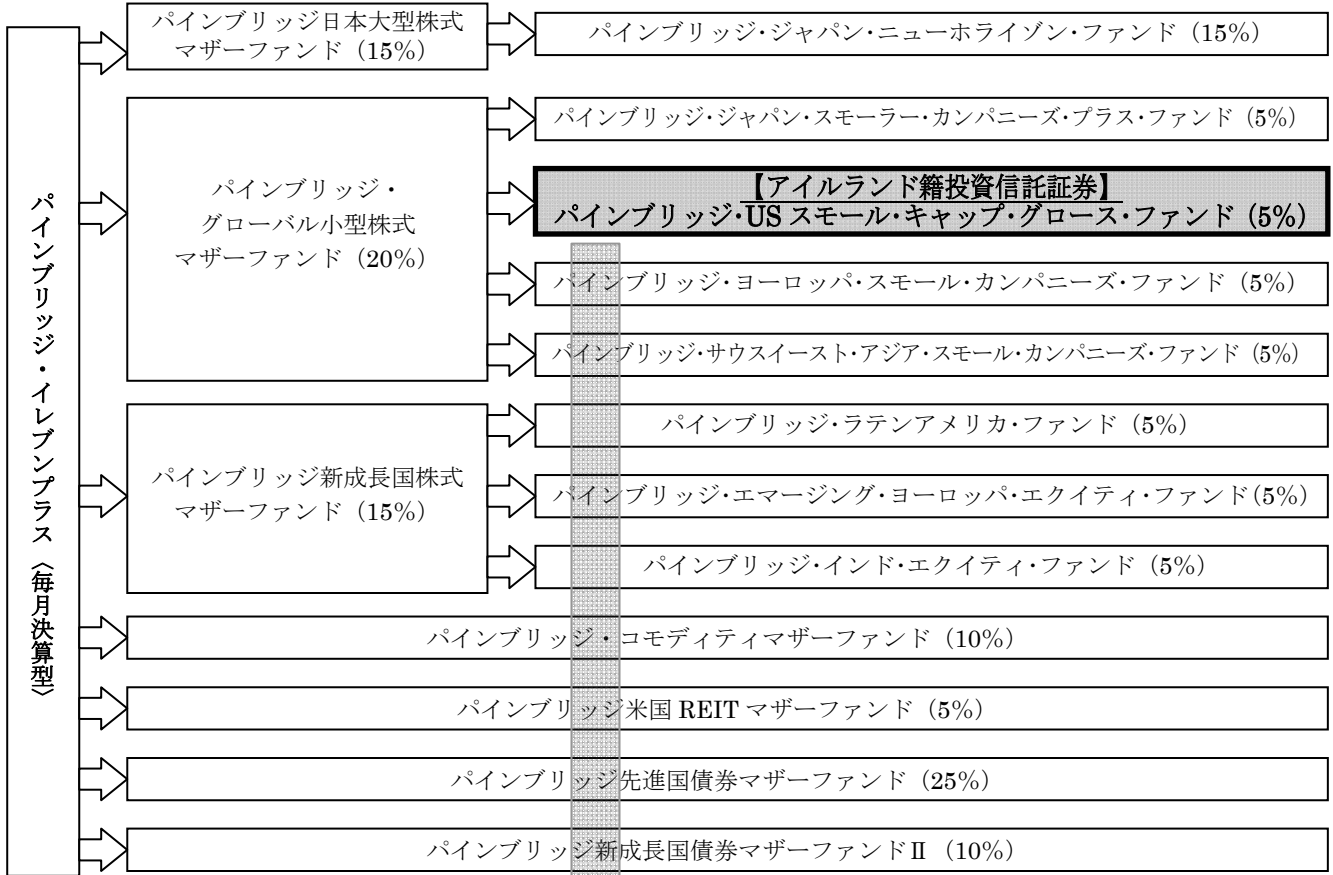 パインブリッジ・イレブンプラス〈毎月決算型〉
パインブリッジ日本大型株式
マザーファンド（15%）
パインブリッジ・ジャパン・ニューホライゾン・ファンド（15%）
パインブリッジ・
グローバル小型株式
マザーファンド（20%）
パインブリッジ・ジャパン・スモーラー・カンパニーズ・プラス・ファンド（5%）
【アイルランド籍投資信託証券】
パインブリッジ・US スモール・キャップ・グロース・ファンド（5%）
パインブリッジ・ヨーロッパ・スモール・カンパニーズ・ファンド（5%）
パインブリッジ・サウスイースト・アジア・スモール・カンパニーズ・ファンド（5%）
パインブリッジ新成長国株式
マザーファンド（15%）
パインブリッジ・ラテンアメリカ・ファンド（5%）
パインブリッジ・エマージング・ヨーロッパ・エクイティ・ファンド（5%）
パインブリッジ・インド・エクイティ・ファンド（5%）
パインブリッジ・コモディティマザーファンド（10%）
パインブリッジ米国 REIT マザーファンド（5%）
パインブリッジ先進国債券マザーファンド（25%）
パインブリッジ新成長国債券マザーファンドⅡ（10%）